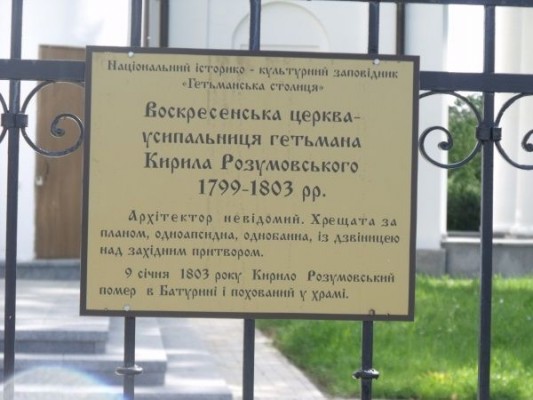 Національний історико - культурний заповідник
«Гетьманська столиця»
Воскресенська церква-
усипальниця гетьмана
Кирила Розумовського
1799-1803 рр.
Архітектор невідомий. Хрещата за
планом, одноапсидна, однобанна, із дзвіницею
над західним притвором.
9 січня 1803 року Кирило Розумовський
помер в Батурині і похований у храмі.